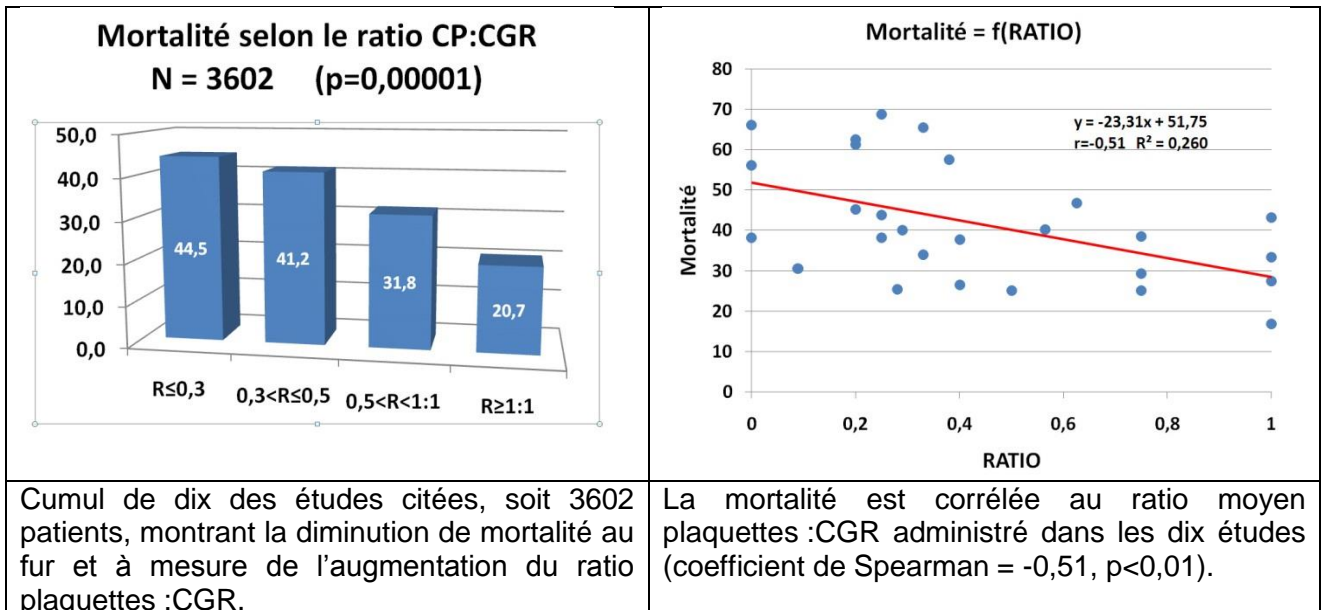 Mortalité selon le ratio CP:CGR
N = 3602 (p=0,00001)
50,0
40,0
30,0
20,0
10,0
0,0
44,5
41,2
31,8
20,7
R≤0,3
0,3<R≤0,5
0,5<R<1:1
R≥1:1
Mortalité = f(RATIO)
80
70
60
50
40
30
20
10
0
Mortalité
y = -23,31x + 51,75
r=-0,51 R² = 0,260
0
0,2
0,4
0,6
0,8
1
RATIO
Cumul de dix des études citées, soit 3602
patients, montrant la diminution de mortalité au
fur et à mesure de l’augmentation du ratio
plaquettes :CGR.
La mortalité est corrélée au ratio moyen
plaquettes :CGR administré dans les dix études
(coefficient de Spearman = -0,51, p<0,01).